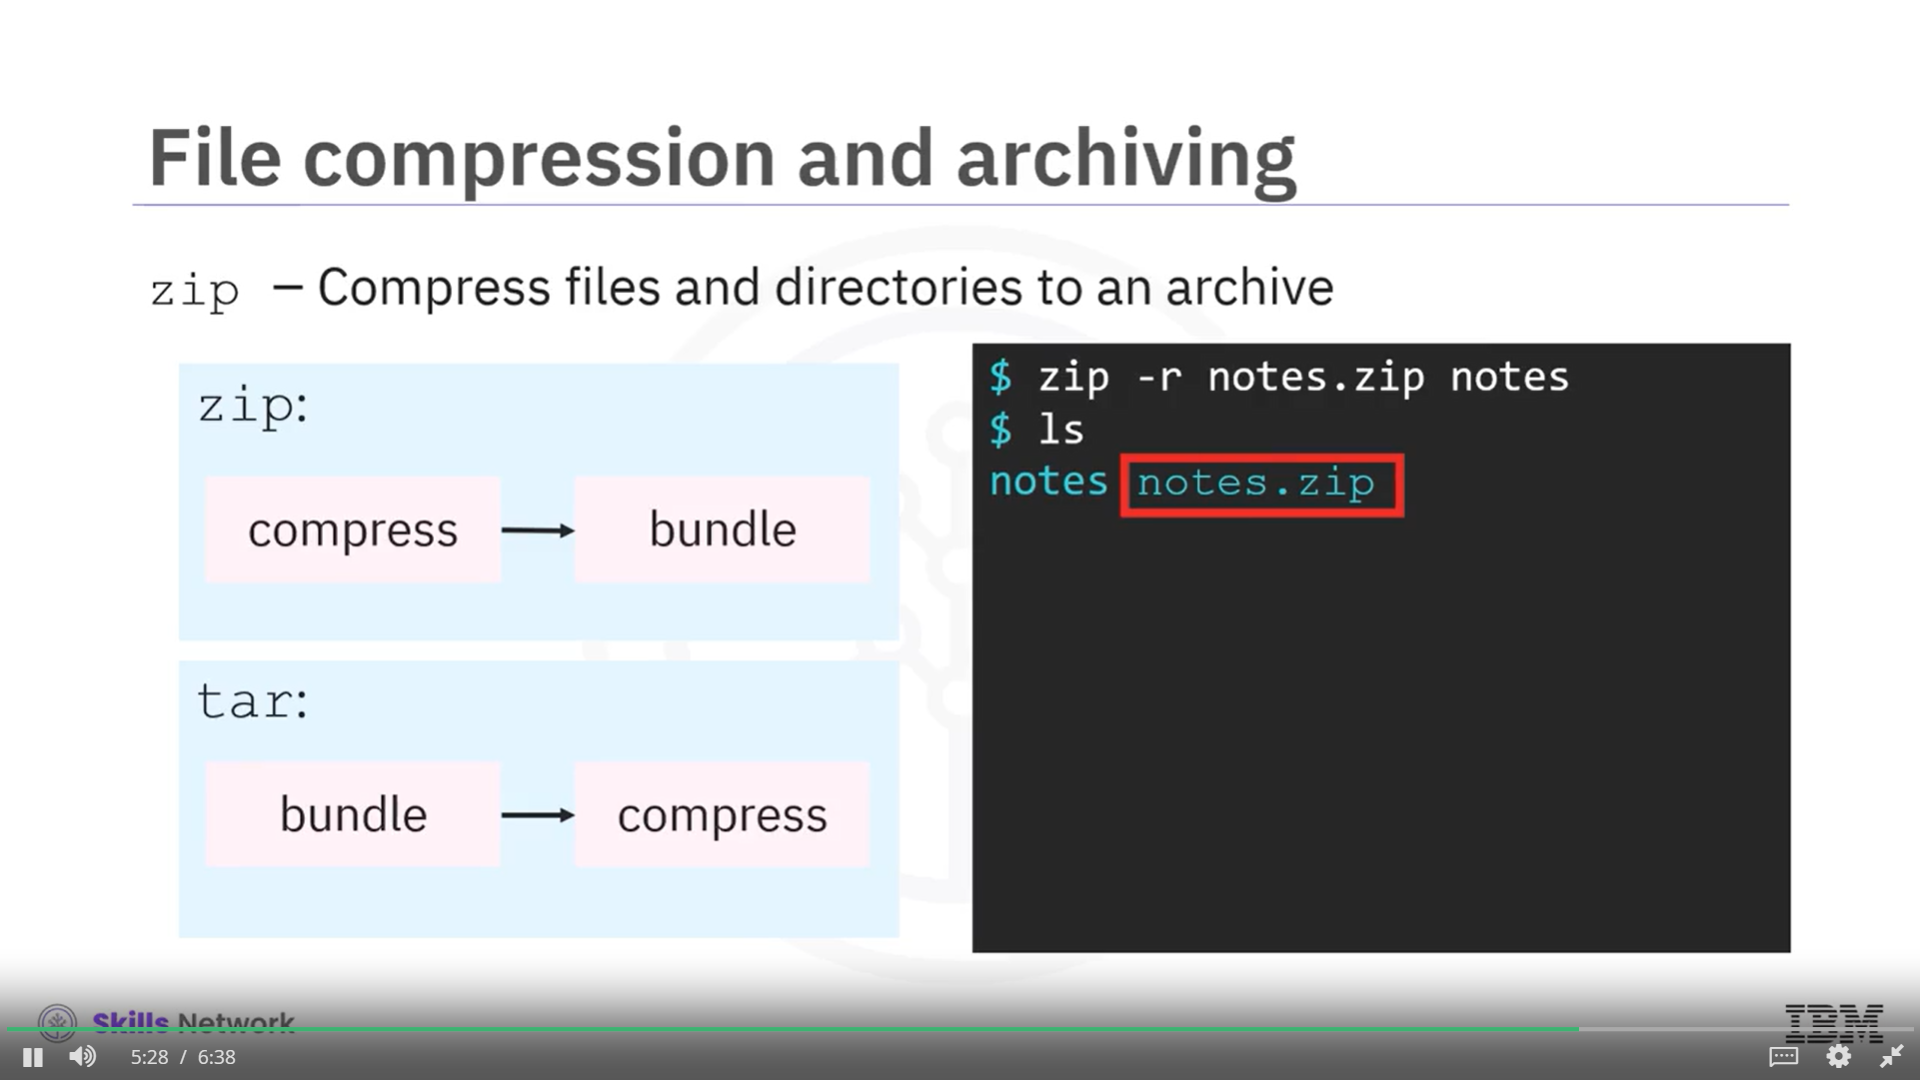 File compression and archiving
zip – Compress files and directories to an archive
zip:
compress
bundle
tar:
bundle
compress
$ zip -r notes.zip notes
$ ls
notes notes.zip
Skills Network
IBM
5:28 / 6:38